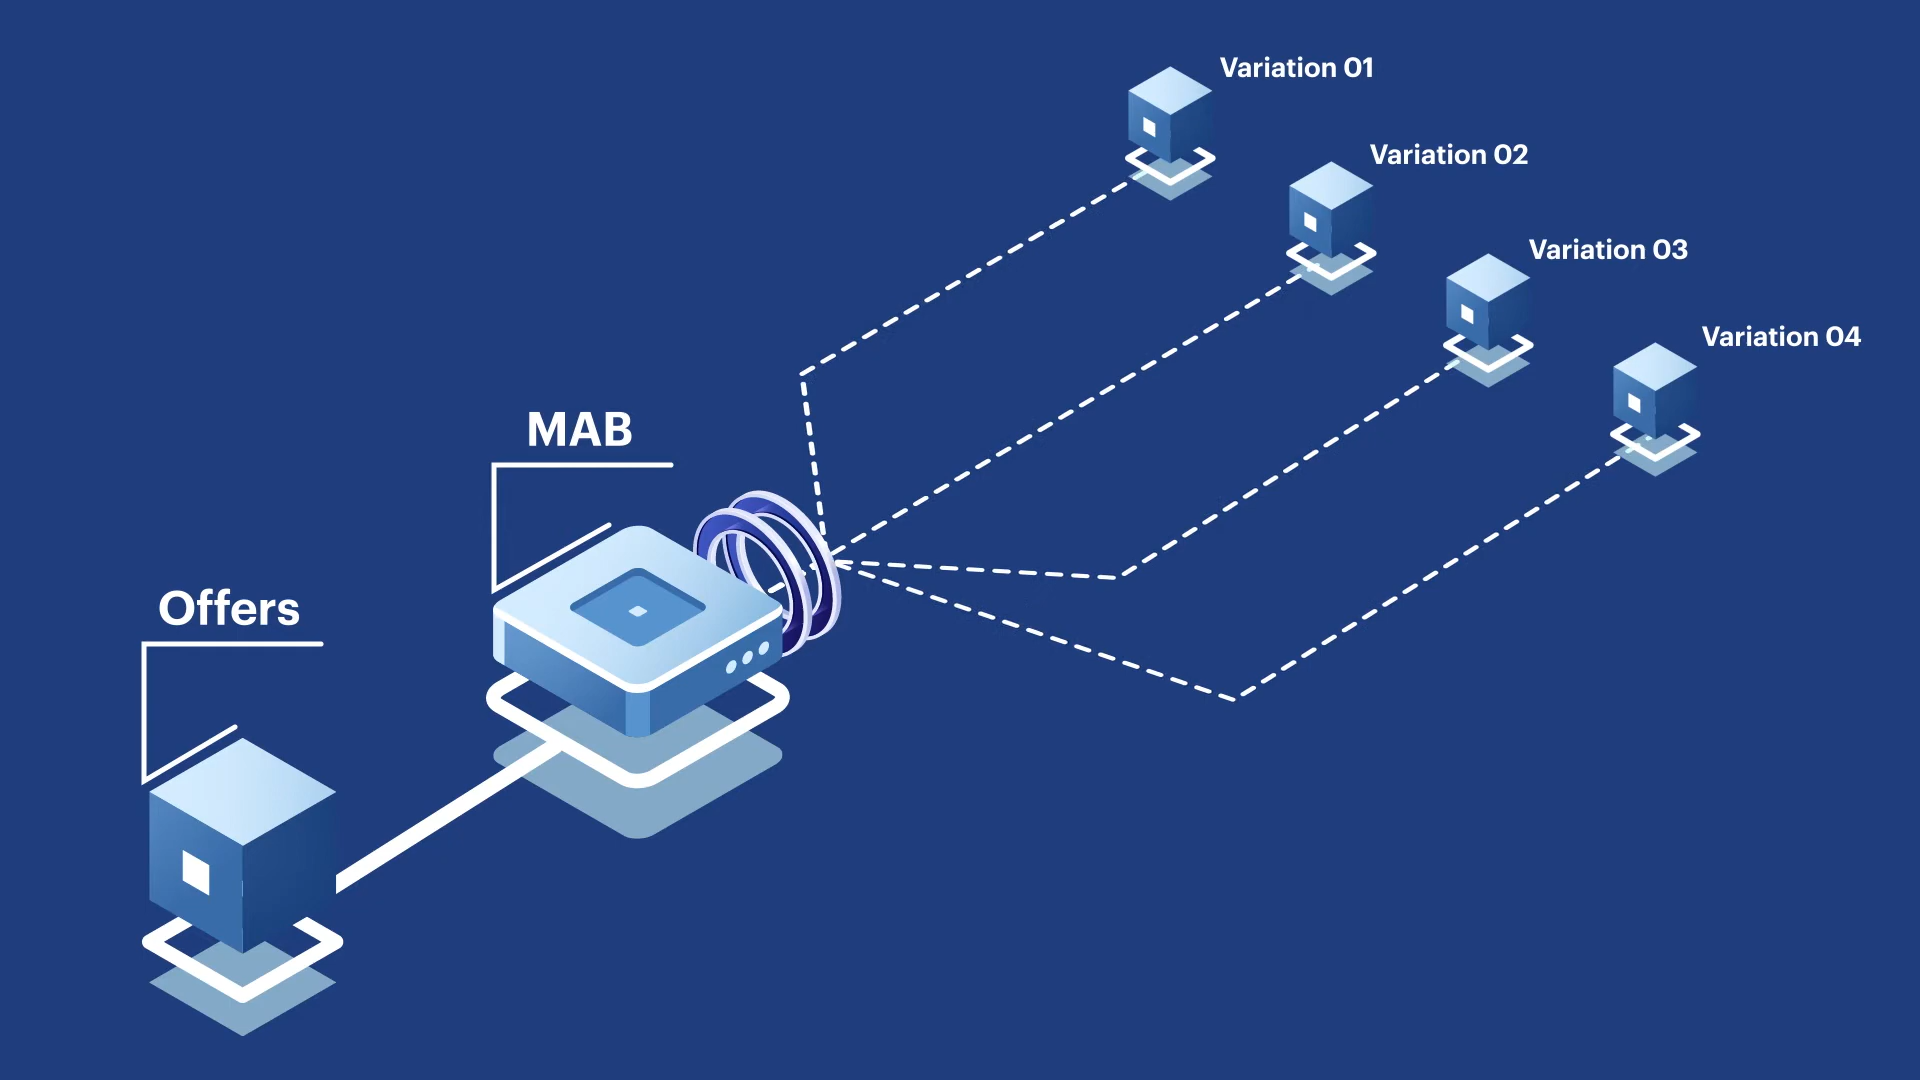 Variation 01
Variation 02
Variation 03
Variation 04
MAB
Offers